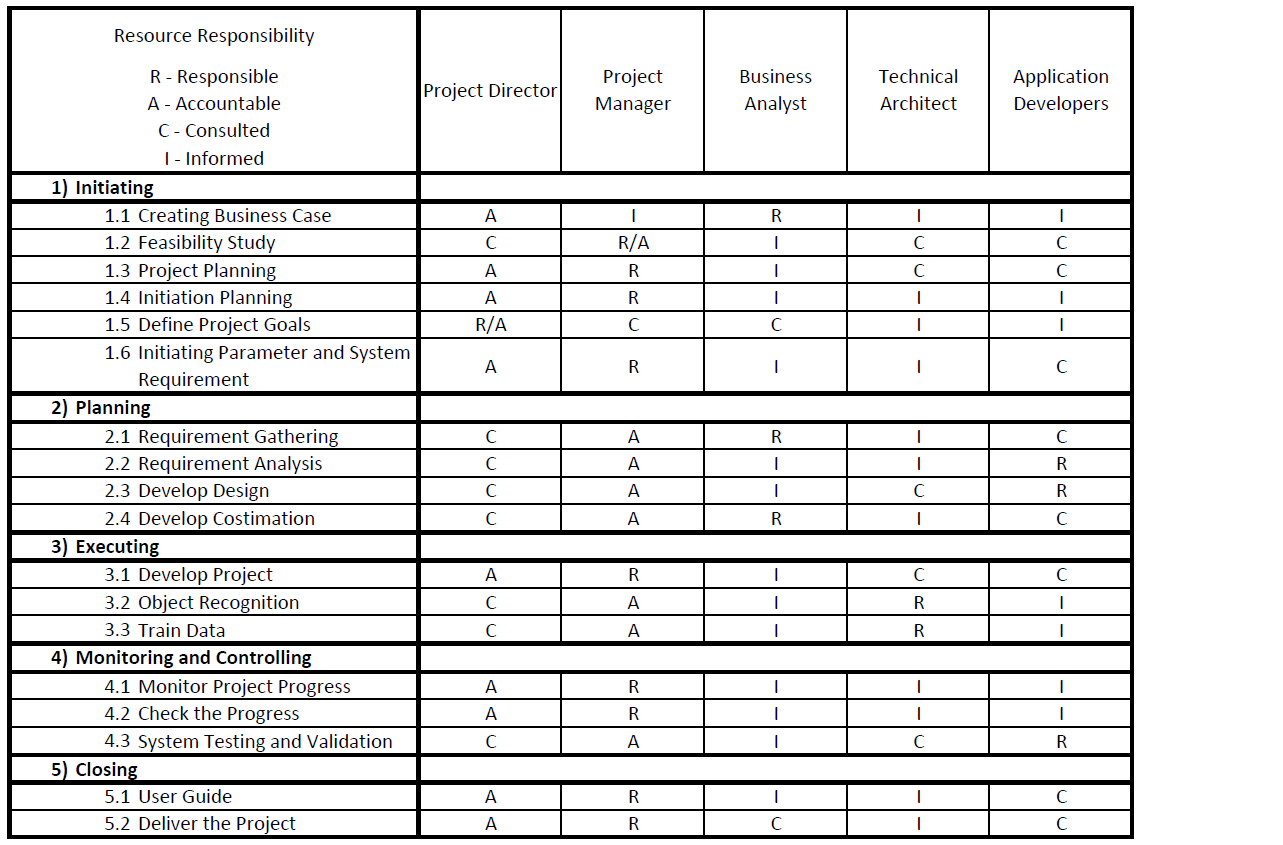 Resource Responsibility
R - Responsible
A - Accountable
C - Consulted
I - Informed
Project Director
Project
Manager
Business
Analyst
Technical
Architect
Application
Developers
1) Initiating
1.1 Creating Business Case A I R I I
1.2 Feasibility Study C R/A I C C
1.3 Project Planning A R I C C
1.4 Initiation Planning A R I I I
1.5 Define Project Goals R/A C C I I
1.6 Initiating Parameter and System
Requirement A R I I C
2) Planning
2.1 Requirement Gathering C A R I C
2.2 Requirement Analysis C A I I R
2.3 Develop Design C A I C R
2.4 Develop Costimation C A R I C
3) Executing
3.1 Develop Project A R I C C
3.2 Object Recognition C A I R I
3.3 Train Data C A I R I
4) Monitoring and Controlling
4.1 Monitor Project Progress A R I I I
4.2 Check the Progress A R I I I
4.3 System Testing and Validation C A I C R
5) Closing
5.1 User Guide A R I I C
5.2 Deliver the Project A R C I C